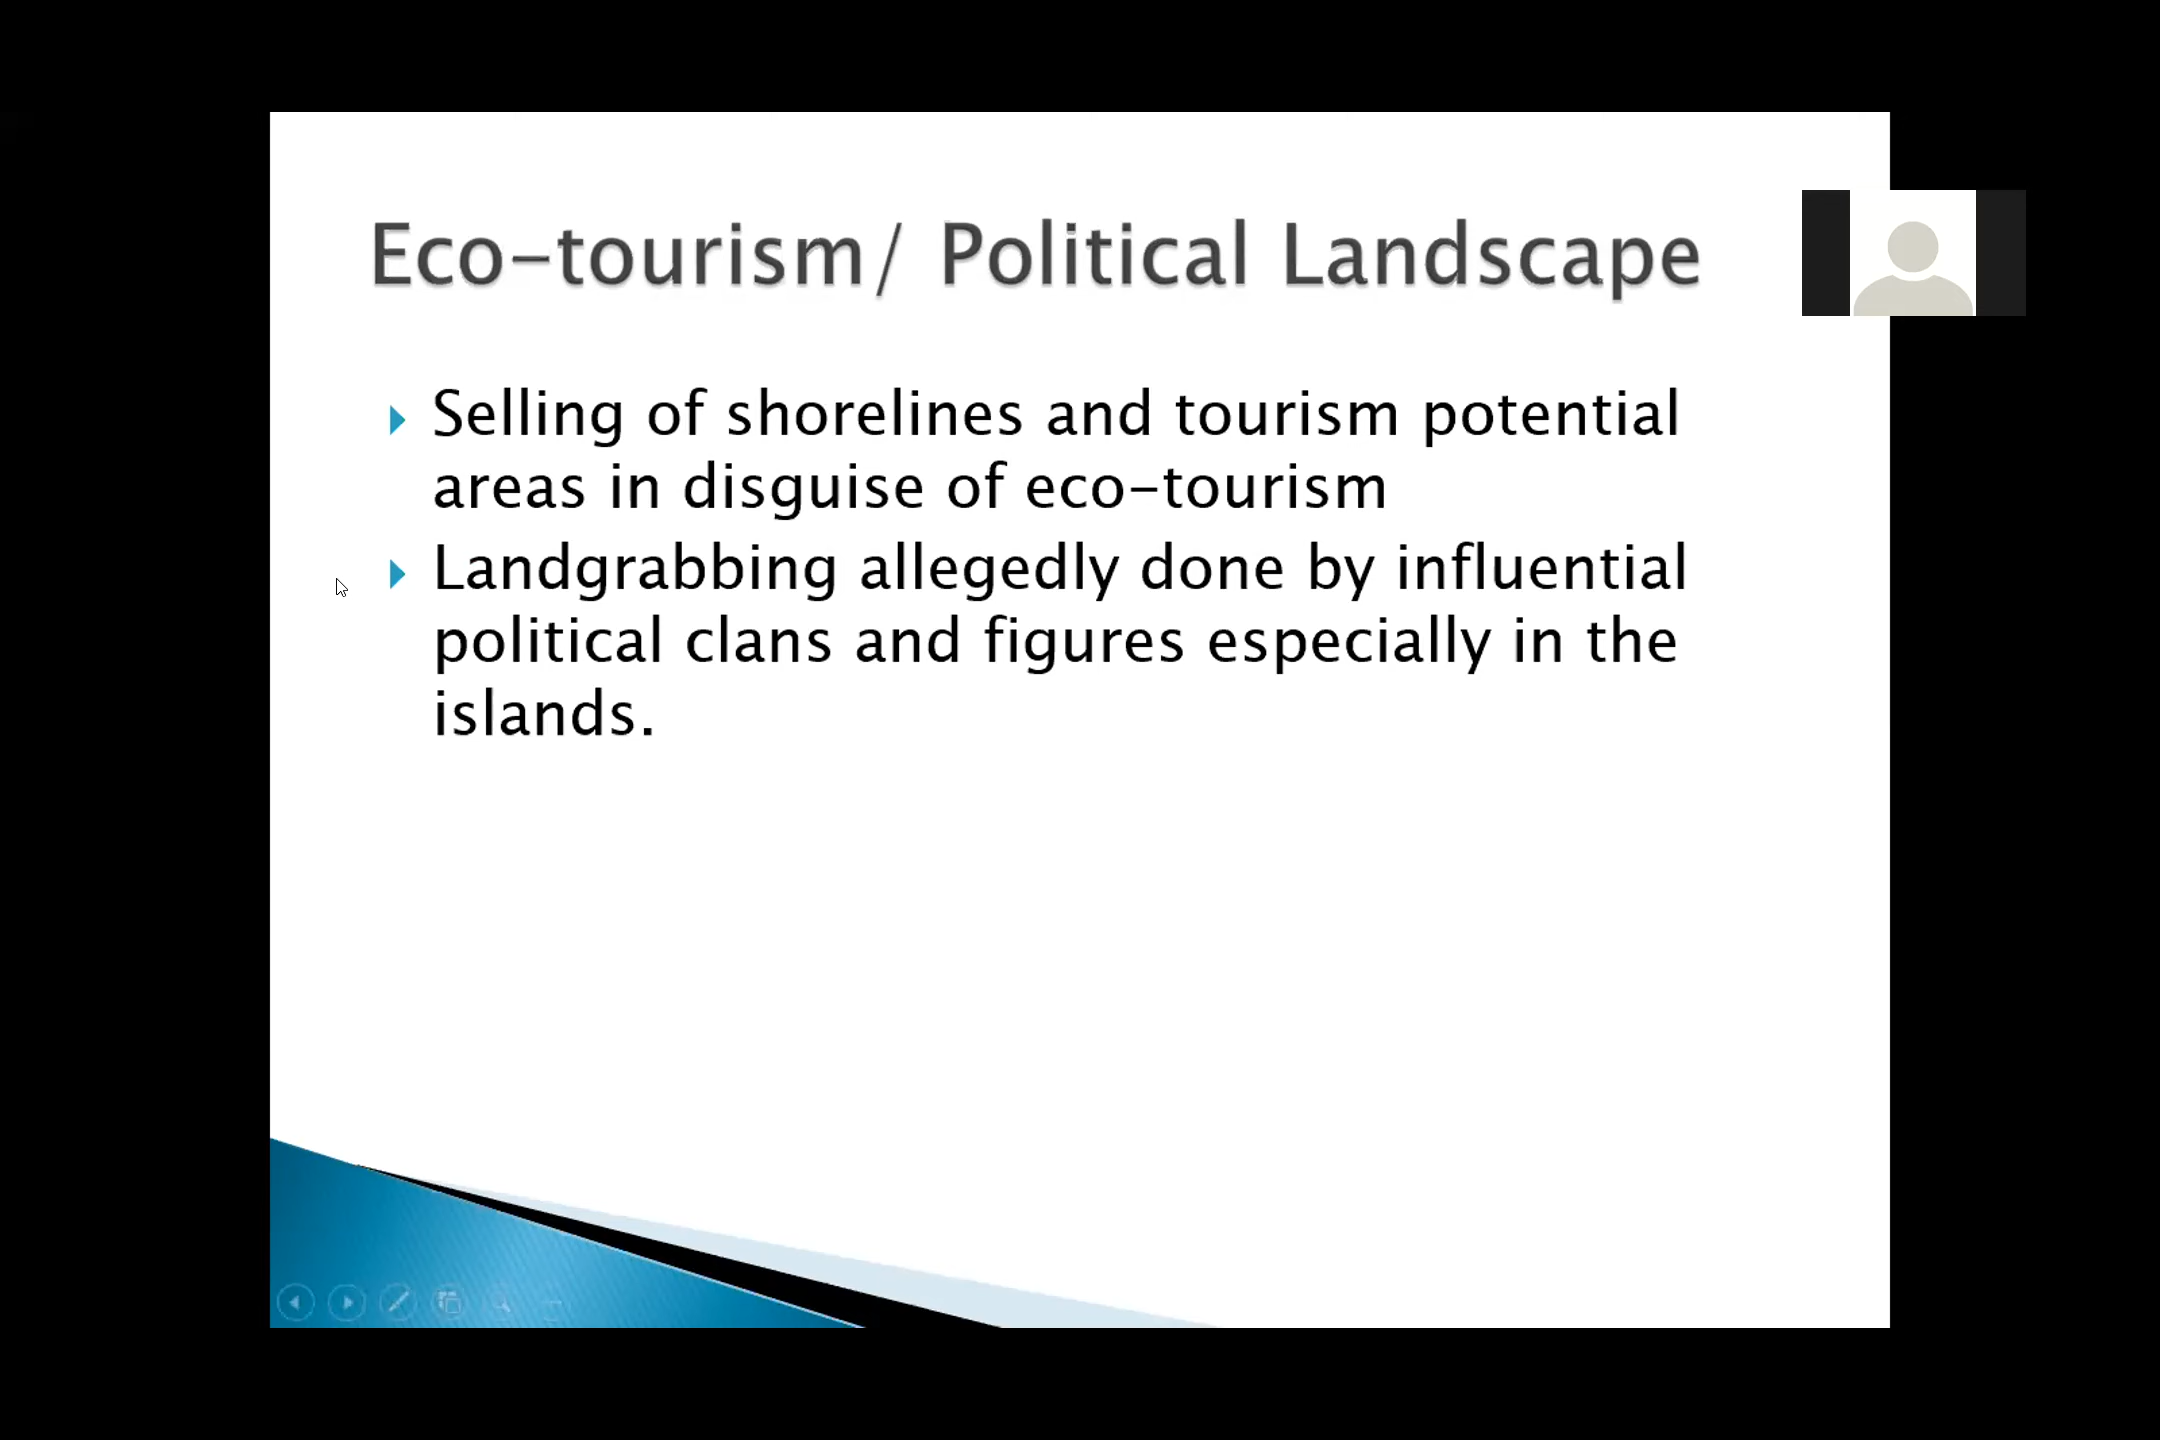 Eco-tourism/ Political Landscape
Selling of shorelines and tourism potential
areas in disguise of eco-tourism
Landgrabbing allegedly done by influential
political clans and figures especially in the
islands.